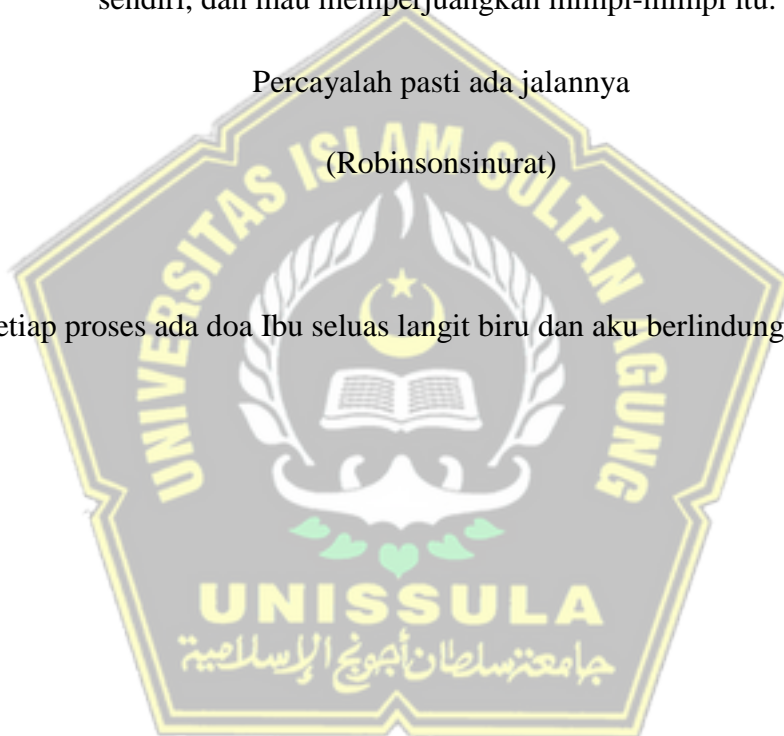 sendiri, dan mau memperjuangkan mimpi-mimpi itu.
Percayalah pasti ada jalannya
(Robinsonsinurat)
etiap proses ada doa Ibu seluas langit biru dan aku berlindung
UNIVERSITAS ISLAM SULTAN AGUNG
UNISSULA
جامعة سلطان أجونج الإسلامية